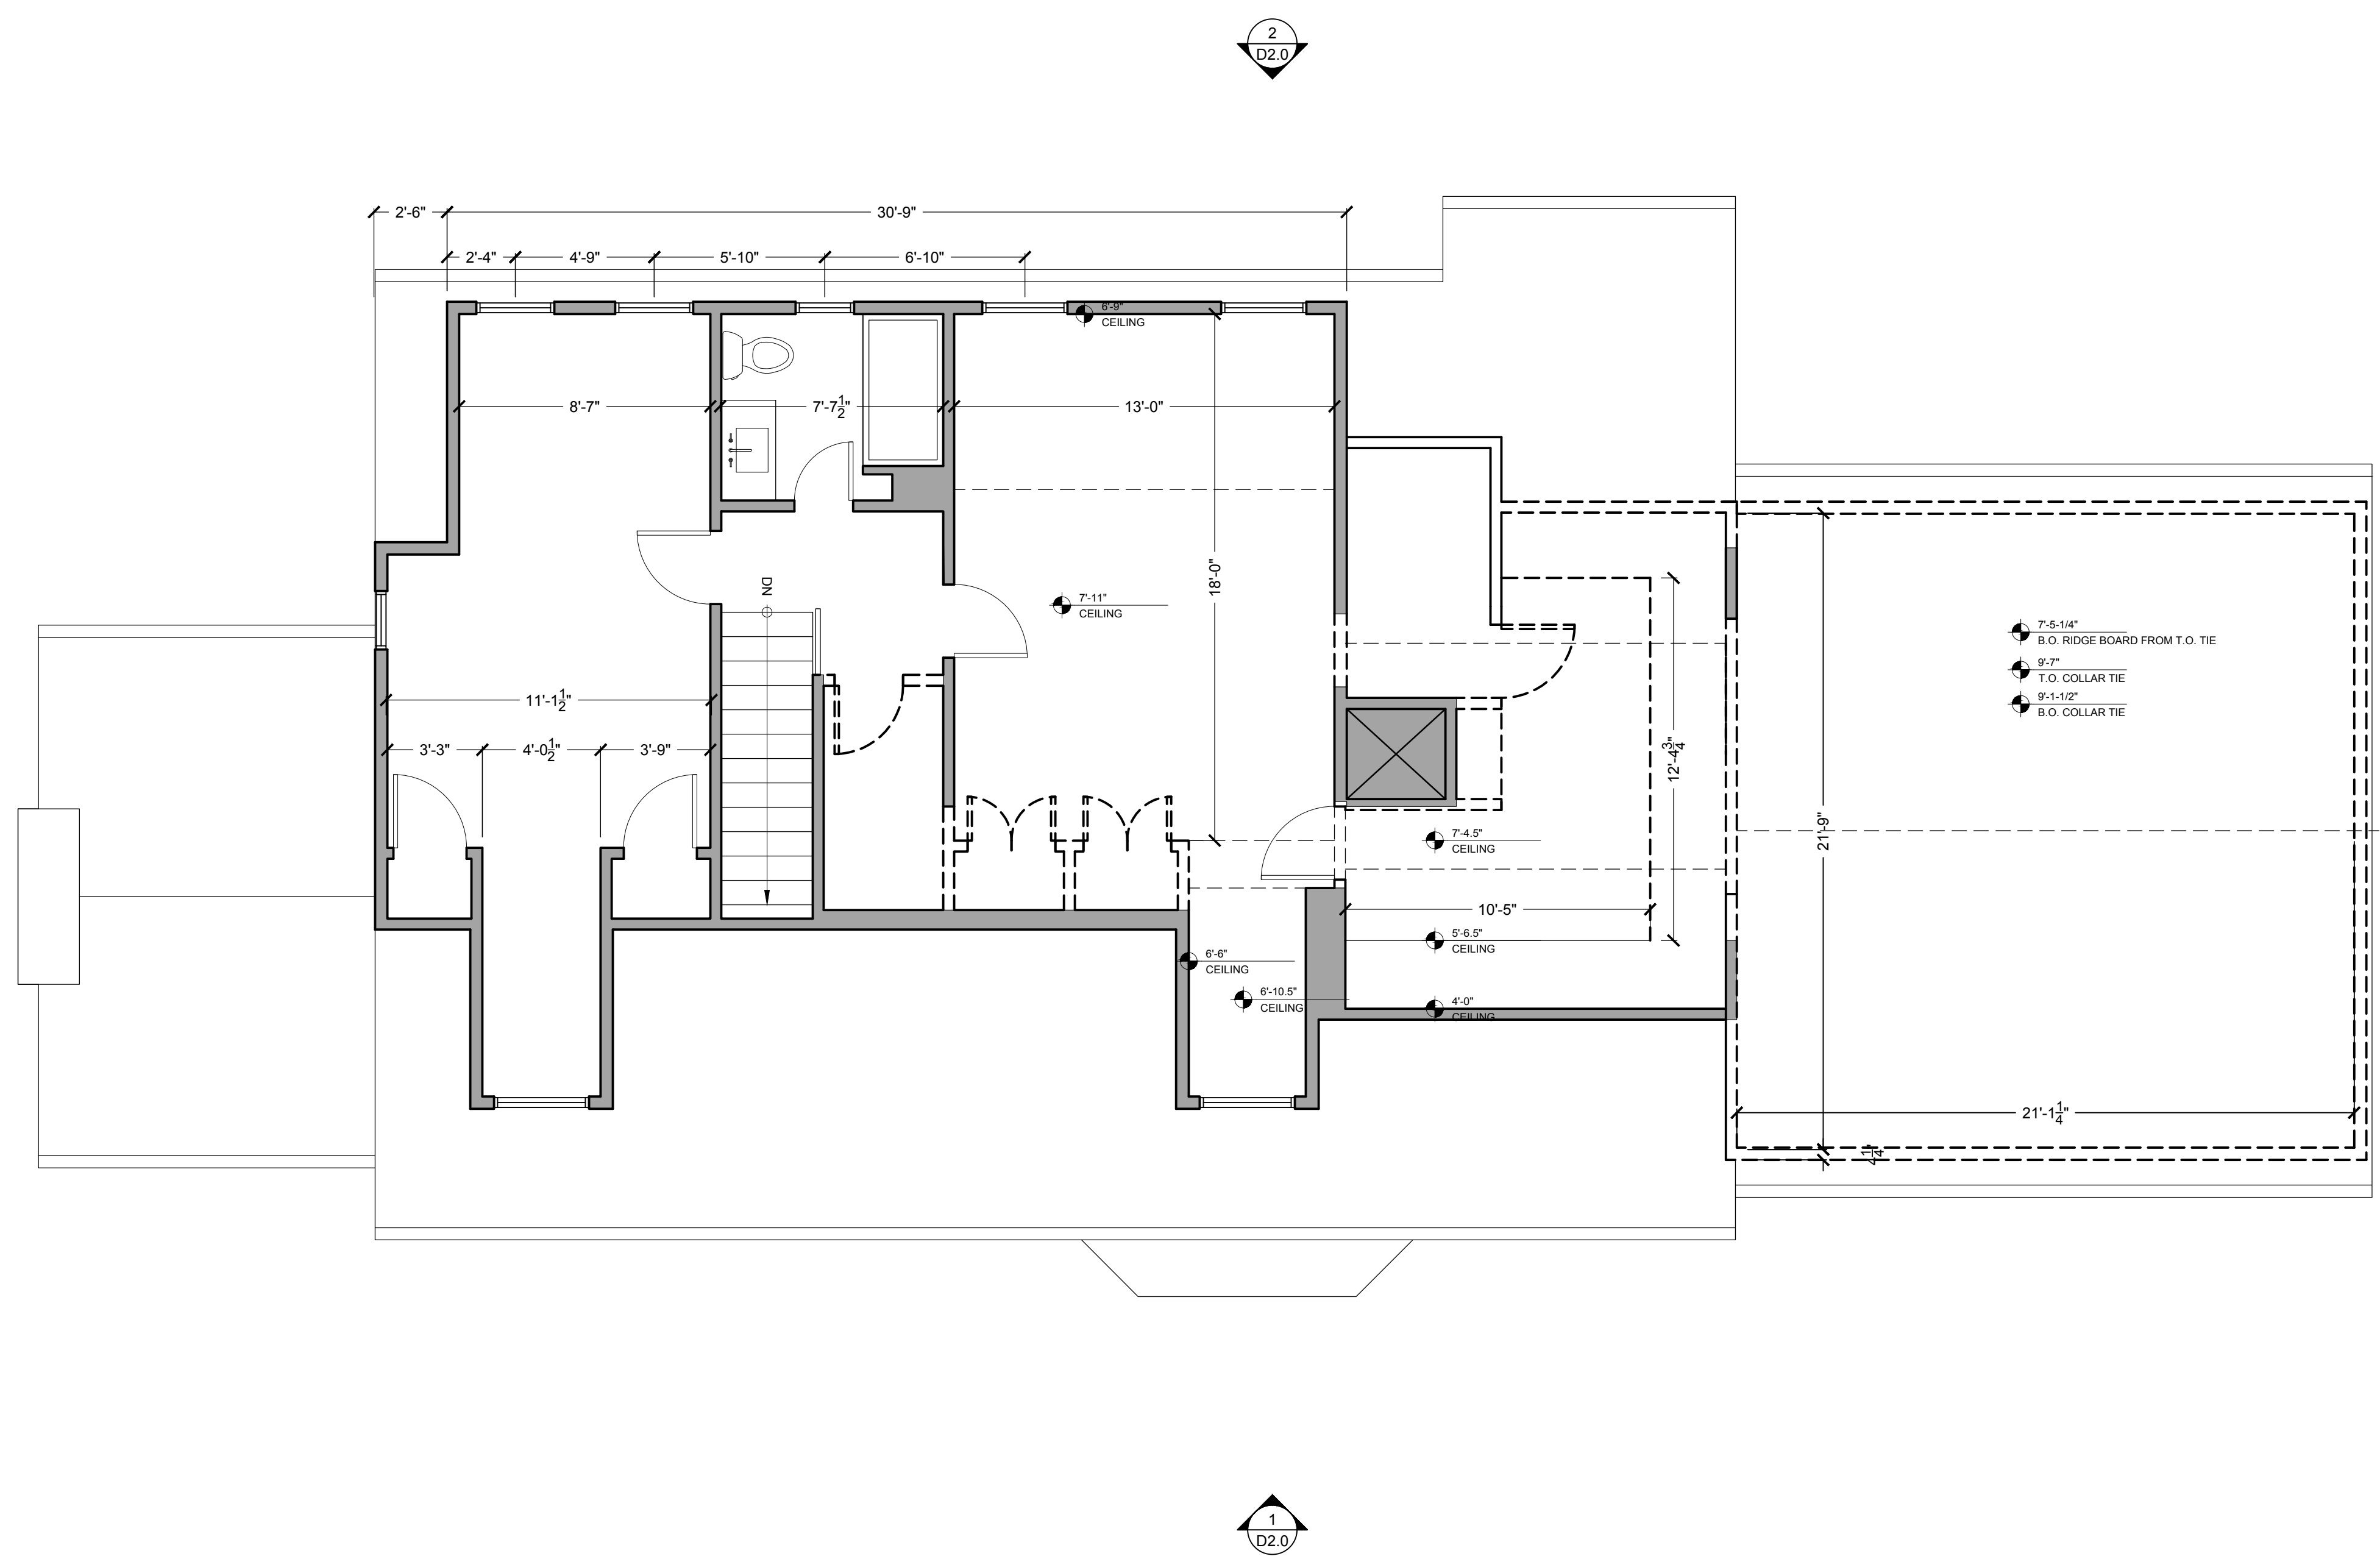 2
D2.0
2'-6"
30'-9"
2'-4"
4'-9"
5'-10"
6'-10"
6'-9"
CEILING
8'-7"
7'-7 1/2"
13'-0"
18'-0"
DN
7'-11"
CEILING
7'-5-1/4"
B.O. RIDGE BOARD FROM T.O. TIE
9'-7"
T.O. COLLAR TIE
9'-1-1/2"
B.O. COLLAR TIE
11'-1 1/2"
3'-3"
4'-0 1/2"
3'-9"
12'-4 3/4"
7'-4.5"
CEILING
21'-9"
10'-5"
5'-6.5"
CEILING
6'-6"
CEILING
6'-10.5"
CEILING
4'-0"
CEILING
21'-1 1/4"
4 1/4"
1
D2.0